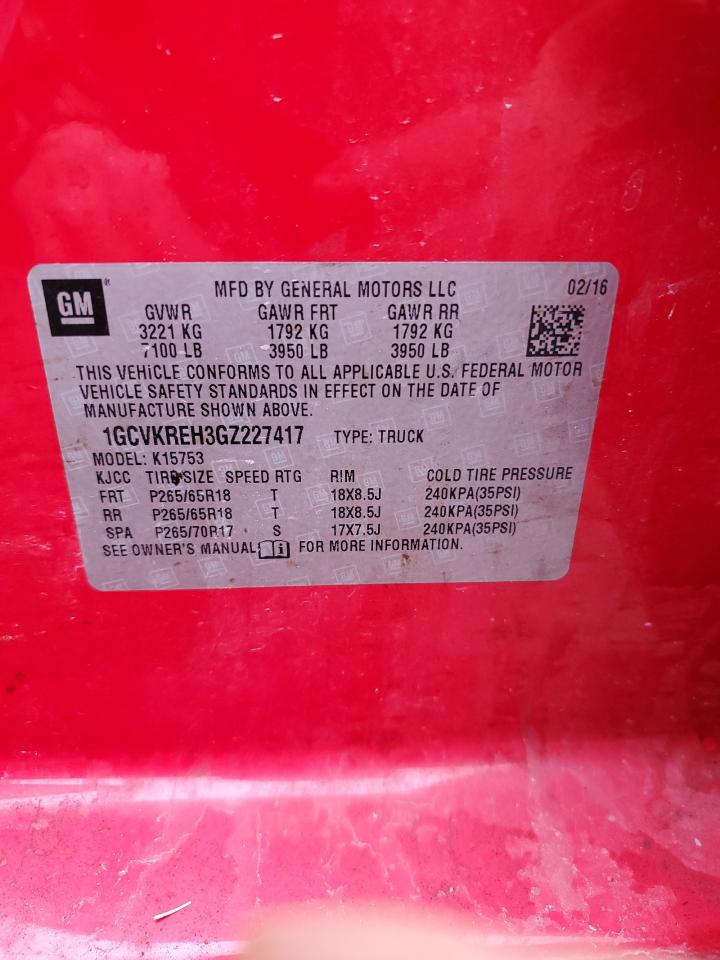 GM ® MFD BY GENERAL MOTORS LLC 02/16
GVWR GAWR FRT GAWR RR
3221 KG 1792 KG 1792 KG
7100 LB 3950 LB 3950 LB
THIS VEHICLE CONFORMS TO ALL APPLICABLE U.S. FEDERAL MOTOR
VEHICLE SAFETY STANDARDS IN EFFECT ON THE DATE OF
MANUFACTURE SHOWN ABOVE.
1GCVKREH3GZ227417 TYPE: TRUCK
MODEL: K15753
KJCC TIRE SIZE SPEED RTG RIM COLD TIRE PRESSURE
FRT P265/65R18 T 18X8.5J 240KPA(35PSI)
RR P265/65R18 T 18X8.5J 240KPA(35PSI)
SPA P265/70R17 S 17X7.5J 240KPA(35PSI)
SEE OWNER'S MANUAL FOR MORE INFORMATION.